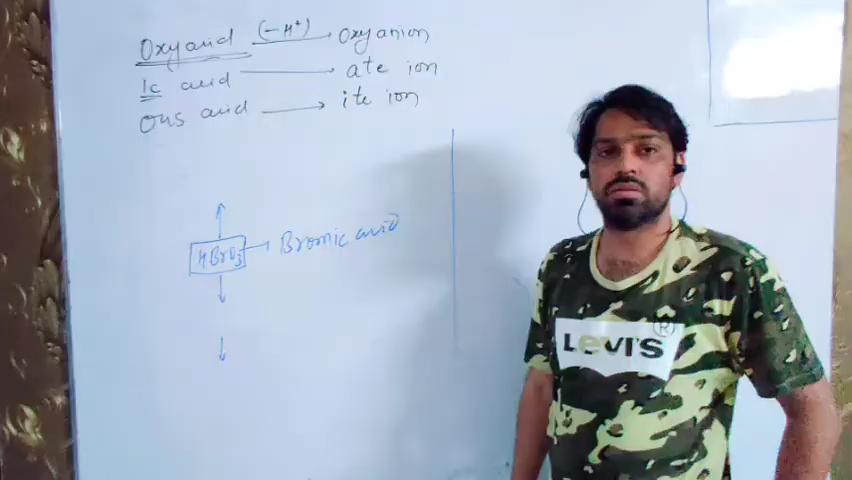 Oxyacid (-H⁺) → Oxyanion
Ic acid → ate ion
ous acid → ite ion
↑
HBrO₃ → Bromic acid
↓
↓
LEVI'S ®